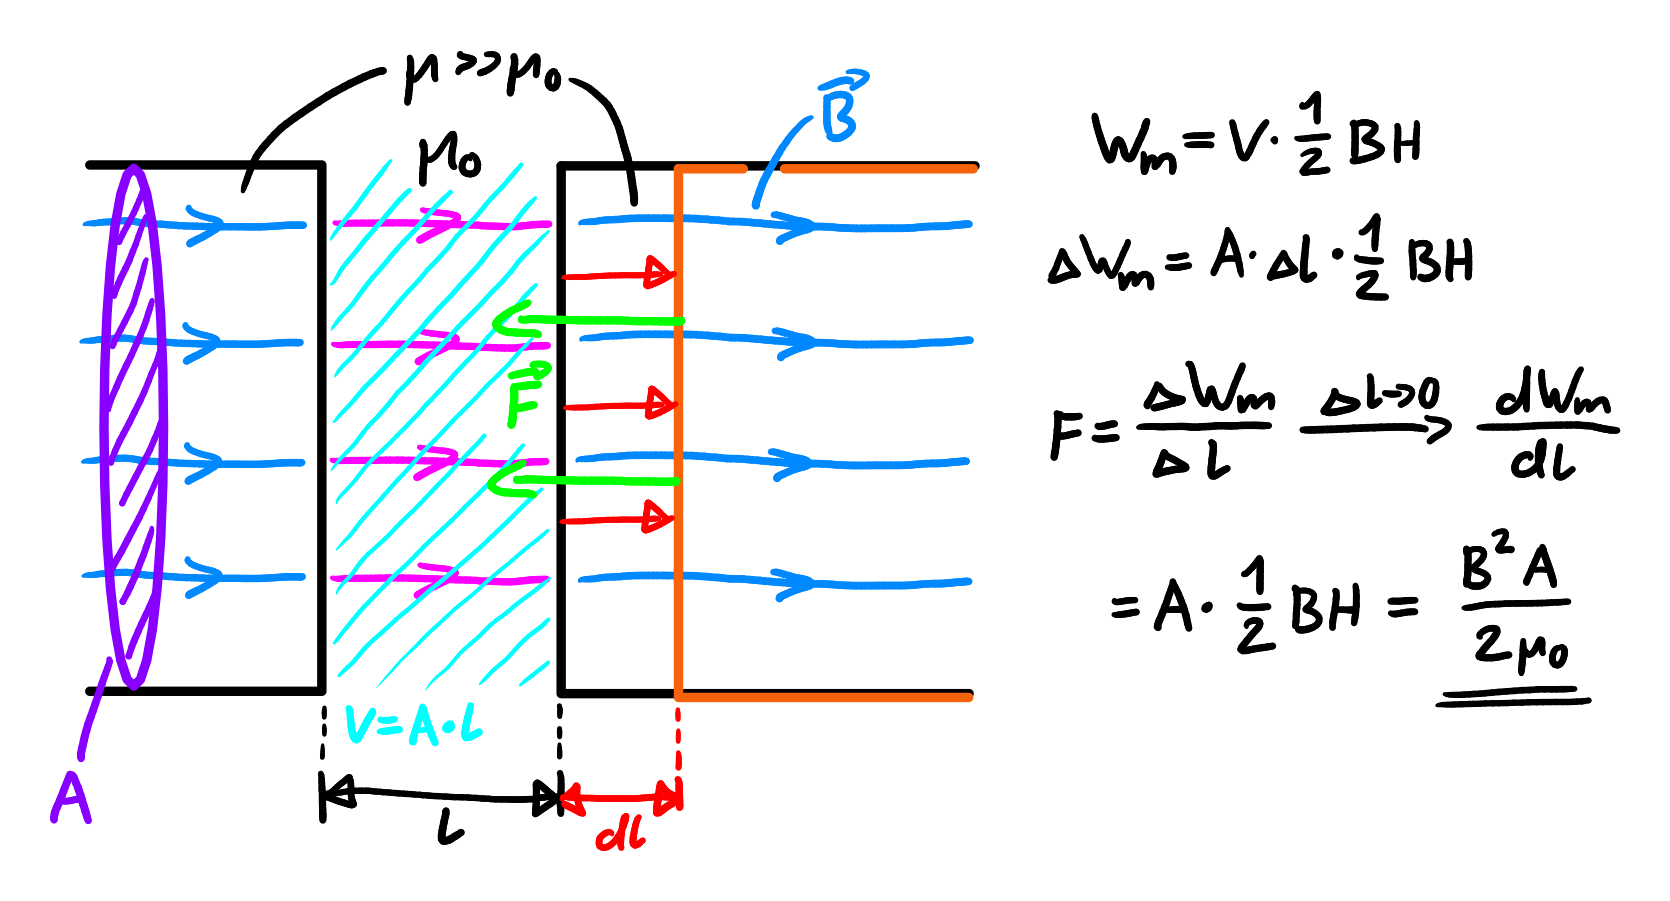 μ >> μ₀
μ₀
B⃗
F⃗
V = A · l
A
l
dl
Wₘ = V · 1/2 BH
ΔWₘ = A · Δl · 1/2 BH
F = ΔWₘ/Δl Δl→0 dWₘ/dl
= A · 1/2 BH = B²A/2μ₀